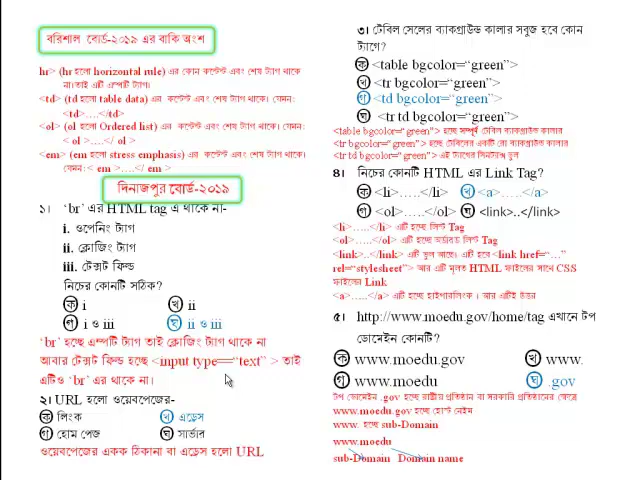 বরিশাল বোর্ড-২০১৯ এর বাকি অংশ
hr> (hr হলো horizontal rule) এর কোন কন্টেন্ট এবং শেষ ট্যাগ থাকে
না।তাই এটি এম্পটি ট্যাগ।
<td> (td হলো table data) এর কন্টেন্ট এবং শেষ ট্যাগ থাকে। যেমন:
<td>....</td>
<ol> (ol হলো Ordered list) এর কন্টেন্ট এবং শেষ ট্যাগ থাকে। যেমন:
< ol >..../ ol >
<em> (em হলো stress emphasis) এর কন্টেন্ট এবং শেষ ট্যাগ থাকে।
যেমন:< em >....</ em >
দিনাজপুর বোর্ড-২০১৯
১। ‘br’ এর HTML tag এ থাকে না-
i. ওপেনিং ট্যাগ
ii. ক্লোজিং ট্যাগ
iii. টেক্সট ফিল্ড
নিচের কোনটি সঠিক?
ক i খ ii
গ i ও iii ঘ ii ও iii
‘br’ হচ্ছে এম্পটি ট্যাগ তাই ক্লোজিং ট্যাগ থাকে না
আবার টেক্সট ফিল্ড হচ্ছে <input type==“text” > তাই
এটিও ‘br’ এর থাকে না।
২। URL হলো ওয়েবপেজের-
ক লিংক খ এড্রেস
গ হোম পেজ ঘ সার্ভার
ওয়েবপেজের একক ঠিকানা বা এড্রেস হলো URL
৩। টেবিল সেলের ব্যাকগ্রাউন্ড কালার সবুজ হবে কোন
ট্যাগে?
ক <table bgcolor=“green”>
খ <tr bgcolor=“green”>
গ <td bgcolor=“green”>
ঘ <tr td bgcolor=“green”>
<table bgcolor=“green”> হচ্ছে সম্পূর্ণ টেবিল ব্যাকগ্রাউন্ড কালার
<tr bgcolor=“green”> হচ্ছে টেবিলের একটি রো ব্যাকগ্রাউন্ড কালার
<tr td bgcolor=“green”> এই ট্যাগের সিনট্যাক্স ভুল
৪। নিচের কোনটি HTML এর Link Tag?
ক <li>.....</li> খ <a>.....</a>
গ <ol>.....</ol> ঘ <link>..</link>
<li>.....</li> এটি হচ্ছে লিস্ট Tag
<ol>.....</ol> এটি হচ্ছে অর্ডারড লিস্ট Tag
<link>..</link> এটি ভুল আছে। এটি হবে <link href=“…”
rel=“stylesheet”> আর এটি মূলত HTML ফাইলের সাথে CSS
ফাইলের Link
<a>.....</a> এটি হচ্ছে হাইপারলিংক । আর এটিই উত্তর
৫। http://www.moedu.gov/home/tag এখানে টপ
ডোমেইন কোনটি?
ক www.moedu.gov খ www.
গ www.moedu ঘ .gov
টপ ডোমেইন .gov হচ্ছে রাষ্ট্রীয় প্রতিষ্ঠান বা সরকারি প্রতিষ্ঠানের ক্ষেত্রে
www.moedu.gov হচ্ছে হোস্ট নেইম
www. হচ্ছে sub-Domain
www.moedu
sub-Domain Domain name